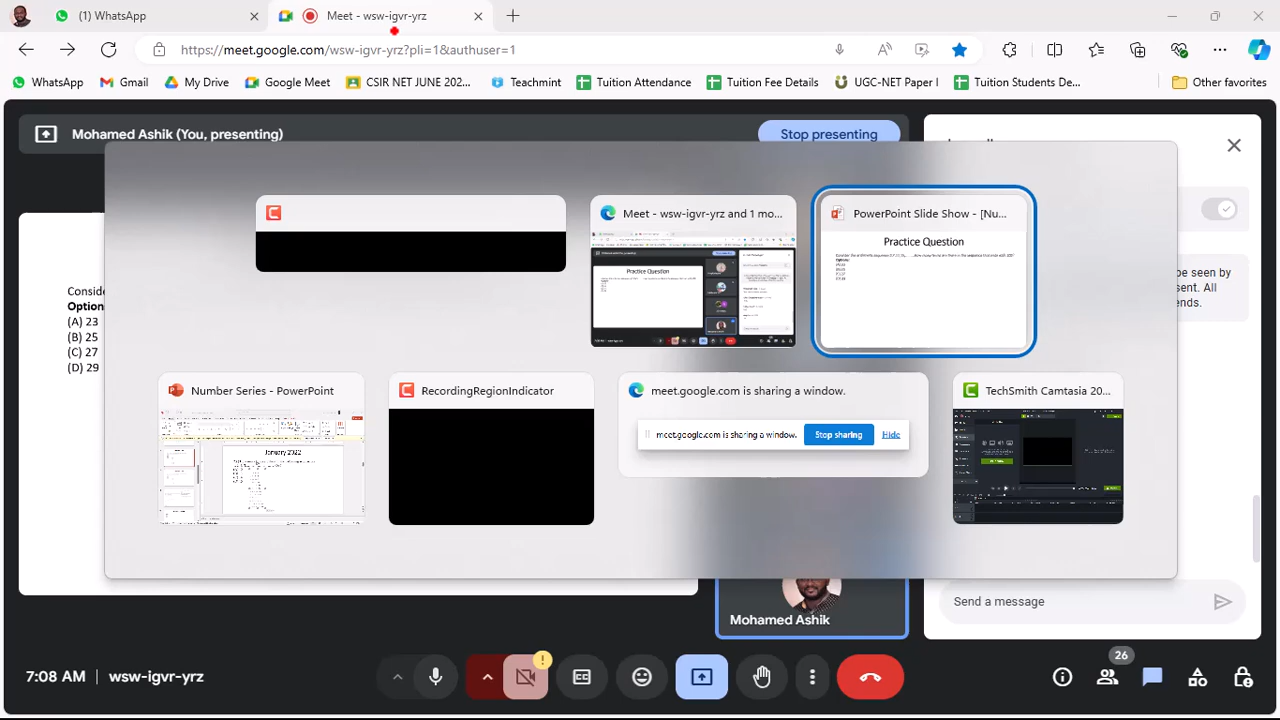 (1) WhatsApp
Meet - wsw-igvr-yrz
https://meet.google.com/wsw-igvr-yrz?pli=1&authuser=1
WhatsApp
Gmail
My Drive
Google Meet
CSIR NET JUNE 202...
Teachmint
Tuition Attendance
Tuition Fee Details
UGC-NET Paper I
Tuition Students De...
Other favorites
Mohamed Ashik (You, presenting)
Stop presenting
Meet - wsw-igvr-yrz and 1 mo...
Practice Question
PowerPoint Slide Show - [Nu...
Practice Question
be seen by
sent. All
ends.
Consid
Option
(A) 23
(B) 25
(C) 27
(D) 29
Number Series - PowerPoint
RecordingRegionIndicator
meet.google.com is sharing a window.
meet.google.com is sharing a window.
Stop sharing
Hide
TechSmith Camtasia 20...
Mohamed Ashik
Send a message
7:08 AM
wsw-igvr-yrz
CC
26